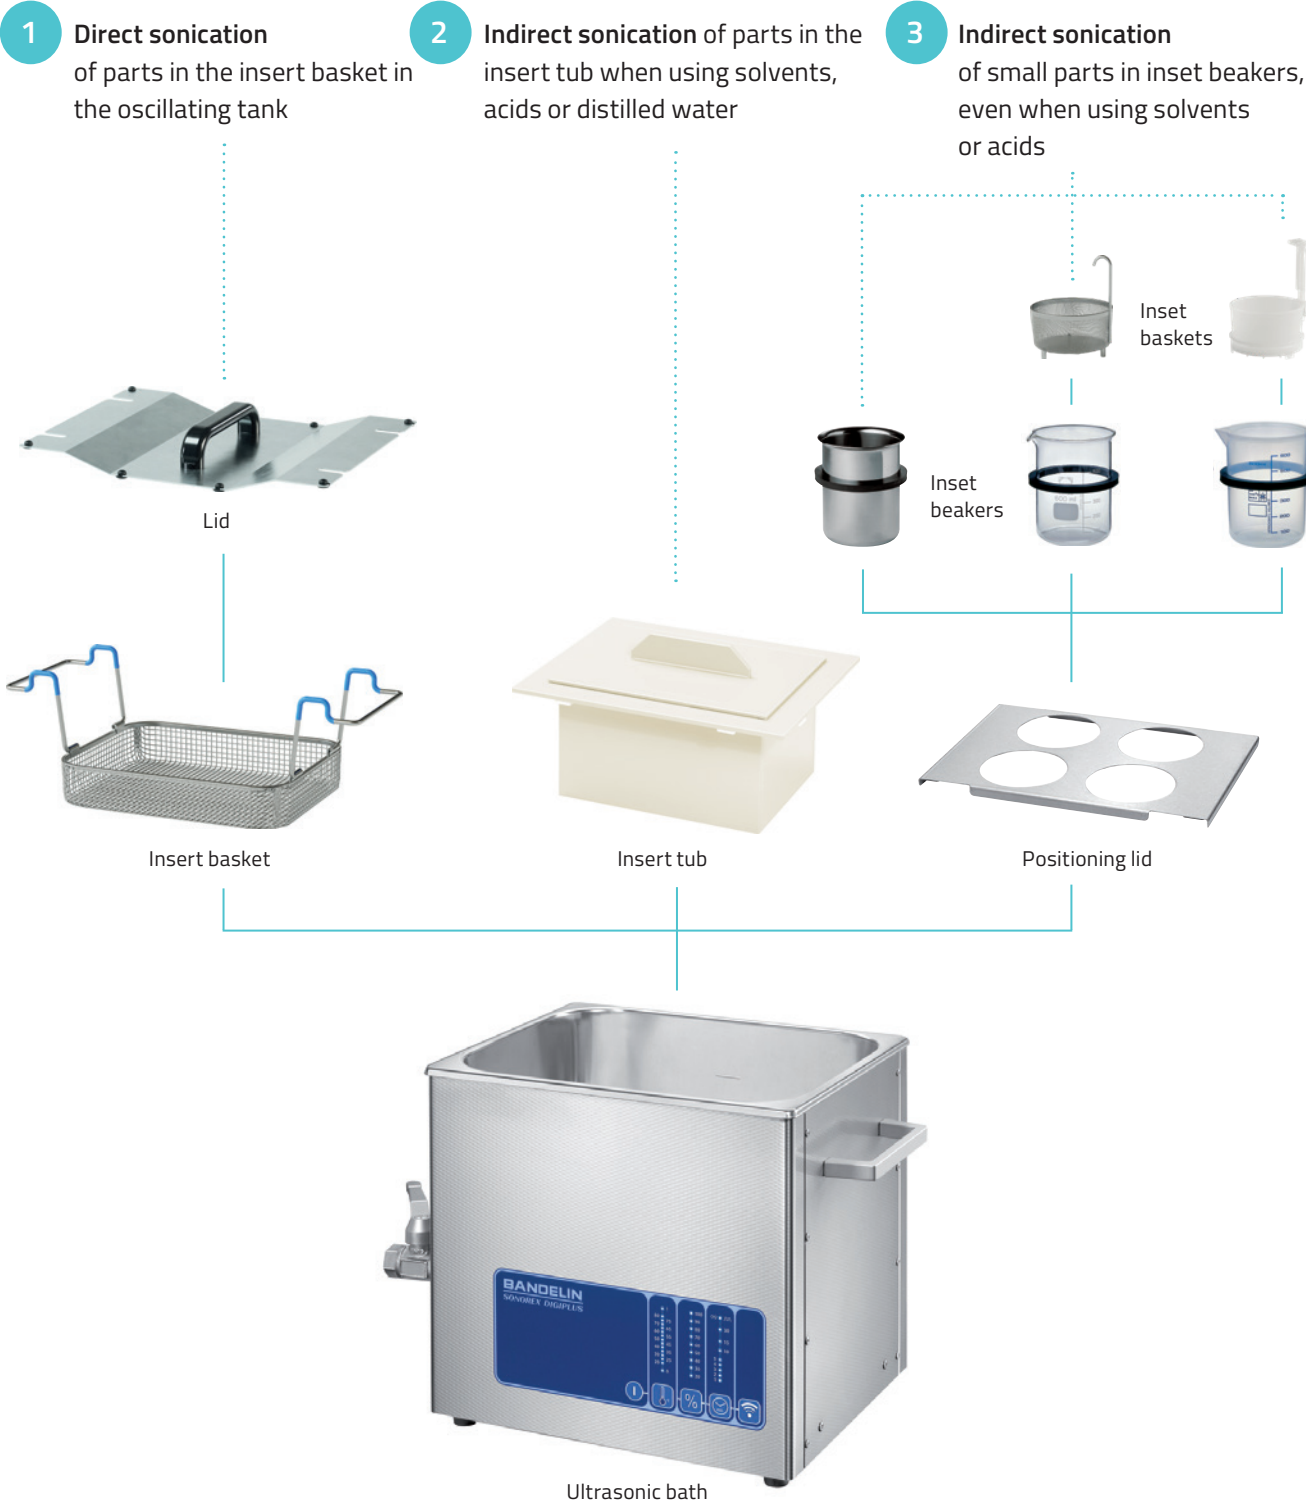 1
Direct sonication
of parts in the insert basket in
the oscillating tank
2
Indirect sonication of parts in the
insert tub when using solvents,
acids or distilled water
3
Indirect sonication
of small parts in inset beakers,
even when using solvents
or acids
Inset
baskets
Inset
beakers
Lid
Insert basket
Insert tub
Positioning lid
BANDELIN
SONOREX DIGIPLUS
%
Ultrasonic bath